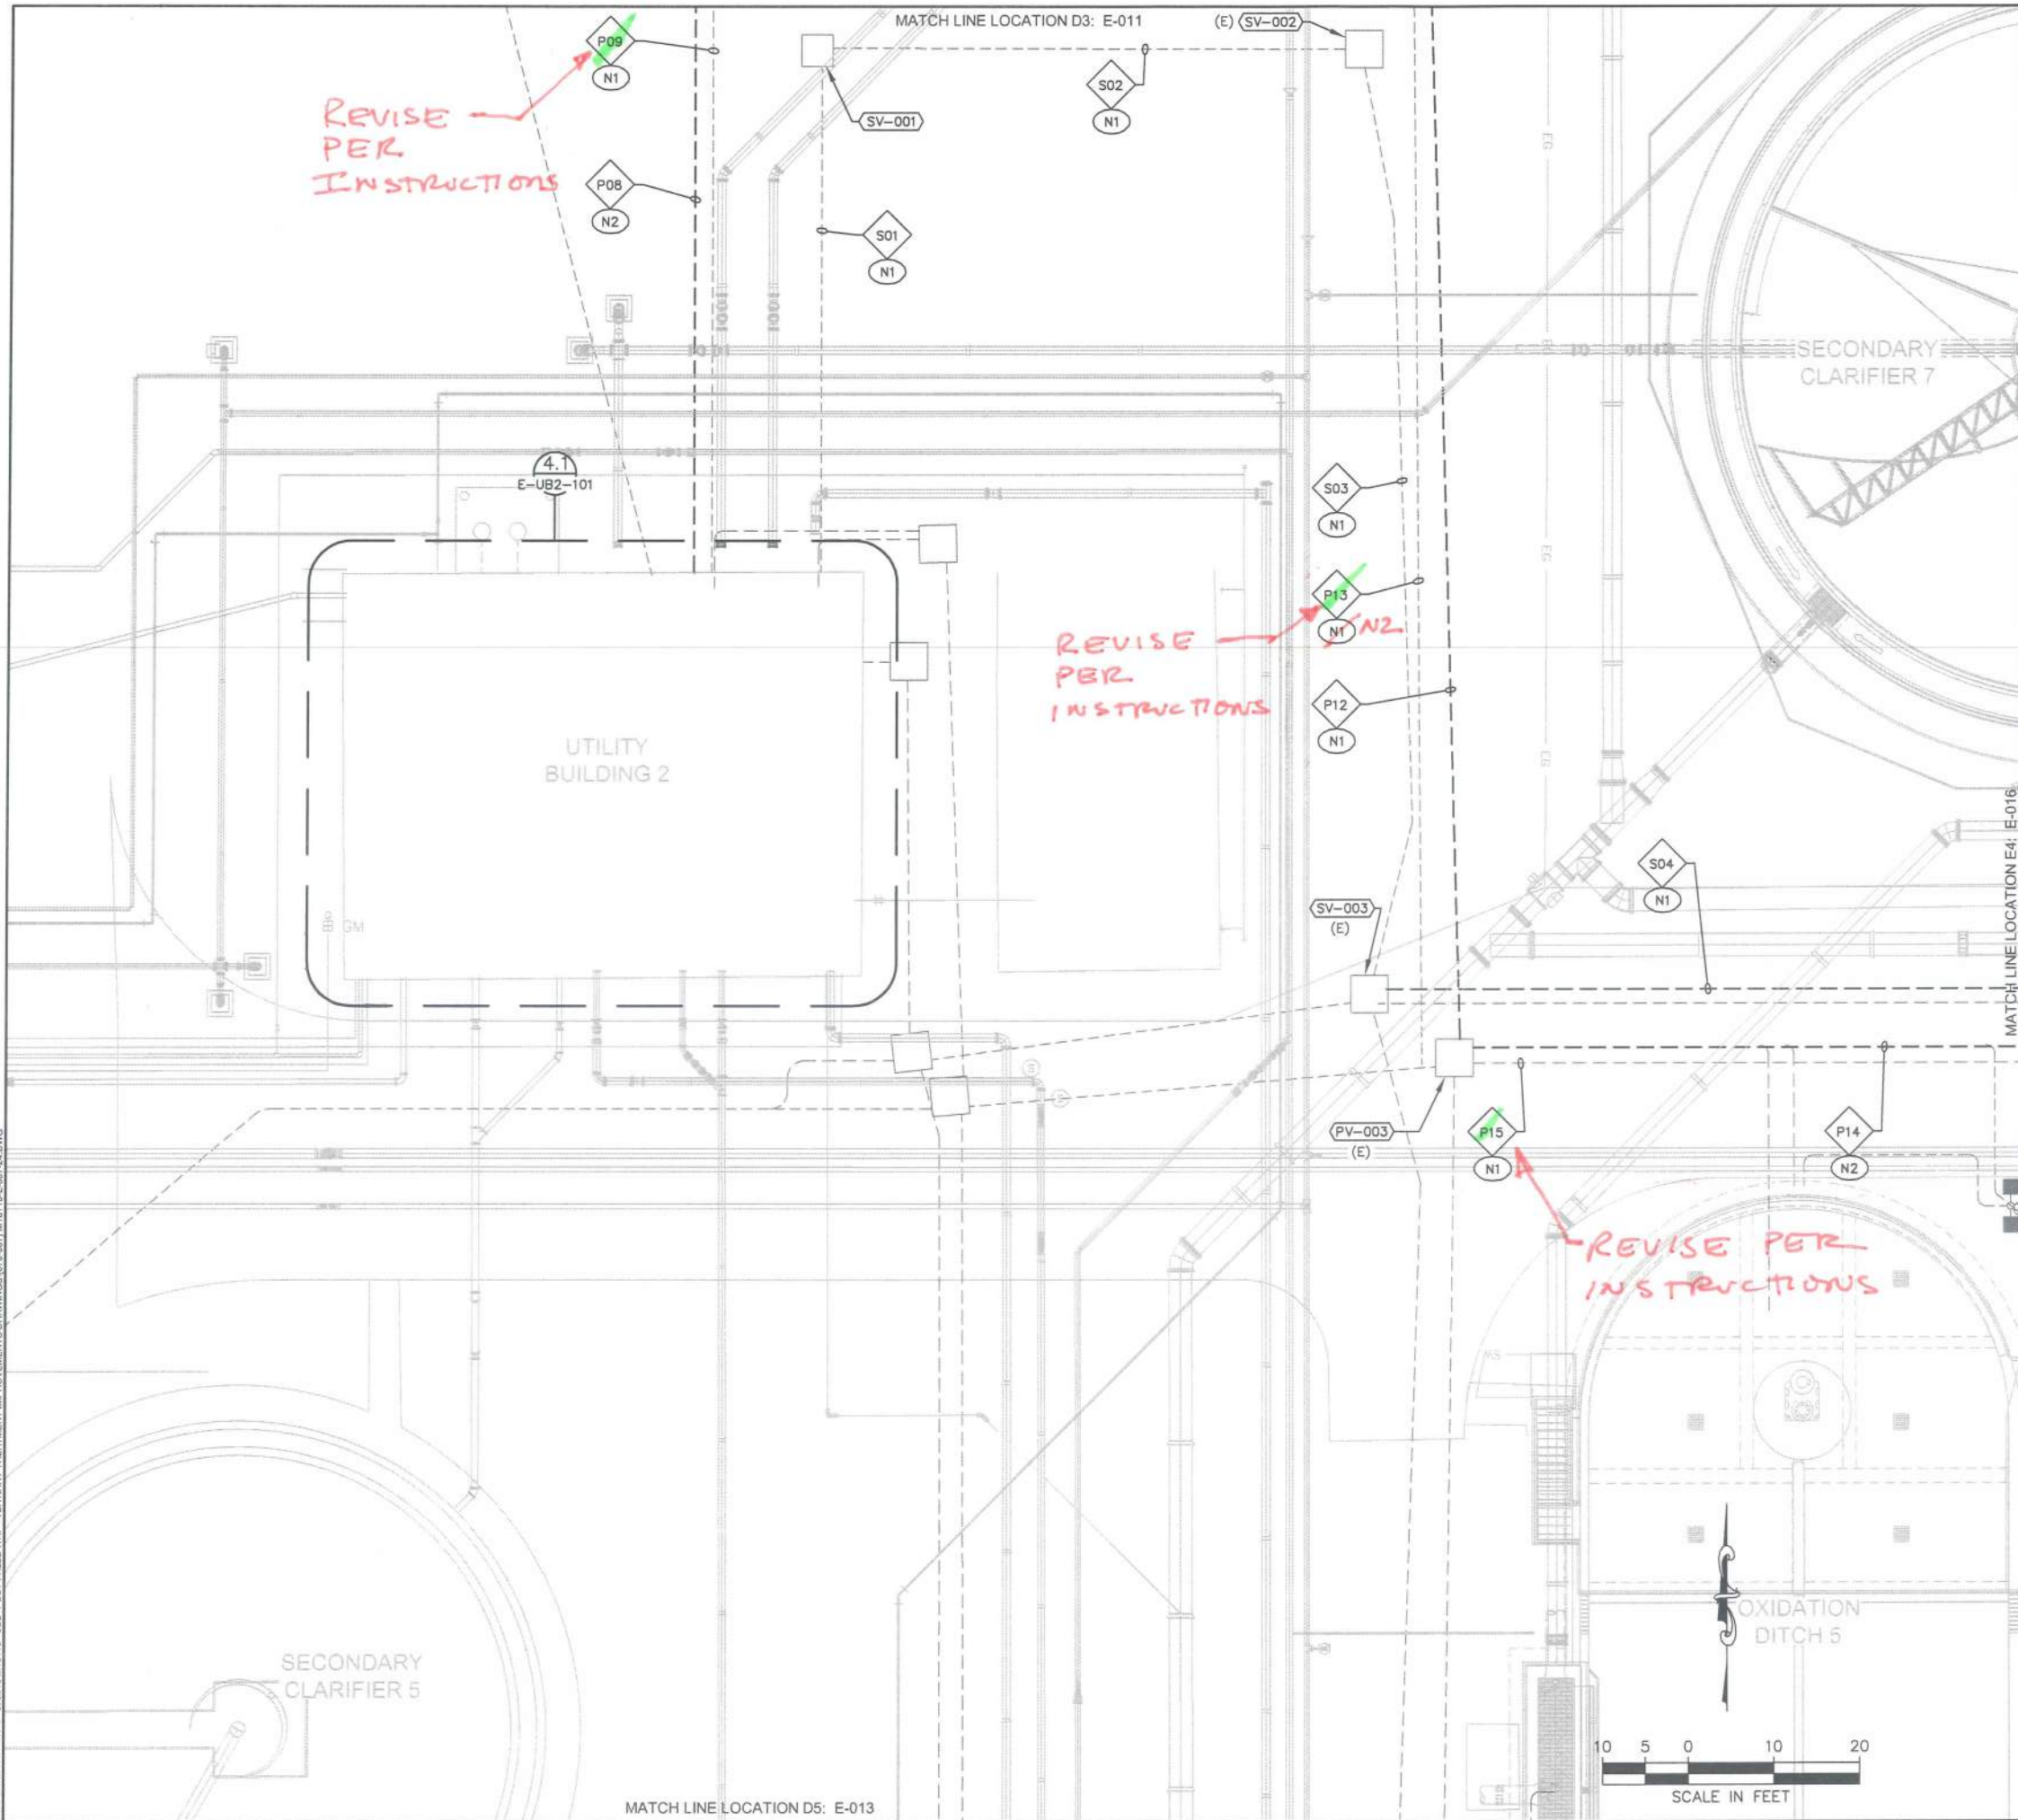 MATCH LINE LOCATION D3: E-011
(E) SV-002
P09
N1
REVISE
PER
INSTRUCTIONS
S02
N1
SV-001
P08
N2
S01
N1
EG
SECONDARY
CLARIFIER 7
EG
4.1
E-UB2-101
S03
N1
EG
P13
N1 N2
REVISE
PER
INSTRUCTIONS
P12
N1
UTILITY
BUILDING 2
EG
MATCH LINE LOCATION E4: E-016
S04
N1
SV-003
(E)
GM
S
S
PV-003
(E)
P15
N1
P14
N2
REVISE PER
INSTRUCTIONS
OXIDATION
DITCH 5
SECONDARY
CLARIFIER 5
10 5 0 10 20
SCALE IN FEET
MATCH LINE LOCATION D5: E-013